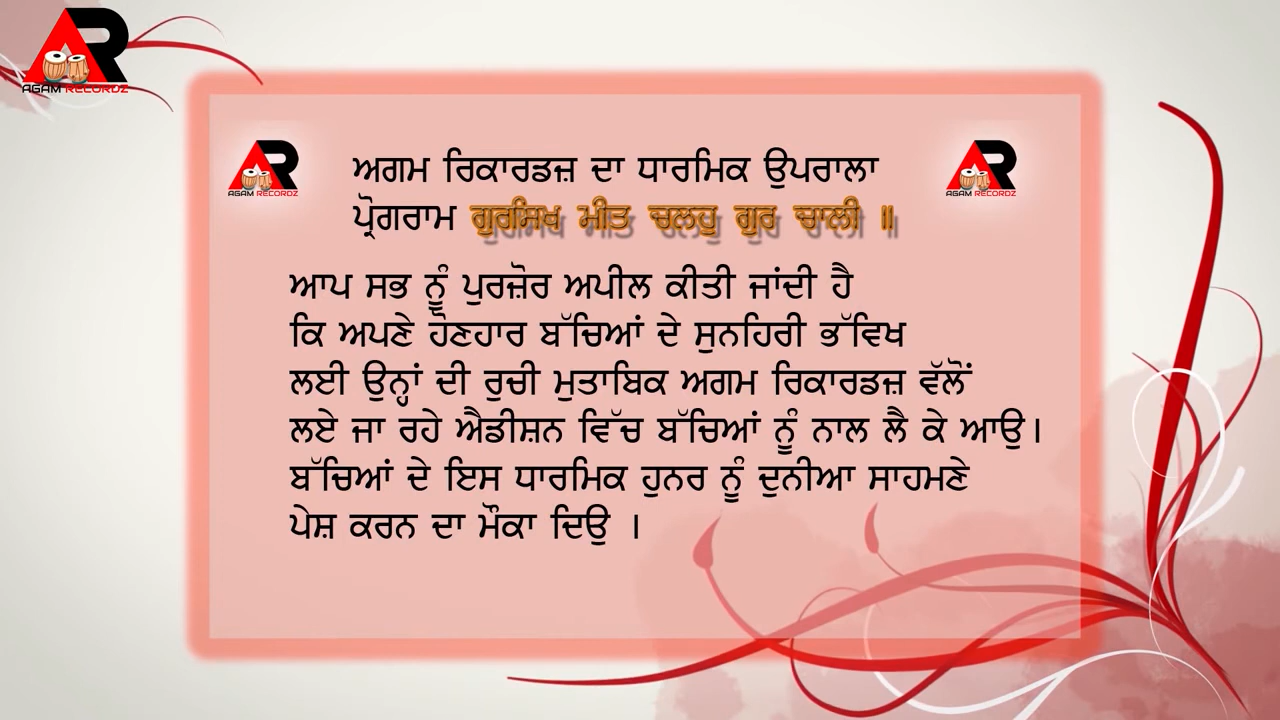 AGAM RECORDZ
AGAM RECORDZ
AGAM RECORDZ
ਅਗਮ ਰਿਕਾਰਡਜ਼ ਦਾ ਧਾਰਮਿਕ ਉਪਰਾਲਾ
ਪ੍ਰੋਗਰਾਮ ਗੁਰਸਿਖ ਮੀਤ ਚਲਹੁ ਗੁਰ ਚਾਲੀ ॥
ਆਪ ਸਭ ਨੂੰ ਪੁਰਜ਼ੋਰ ਅਪੀਲ ਕੀਤੀ ਜਾਂਦੀ ਹੈ
ਕਿ ਅਪਣੇ ਹੋਣਹਾਰ ਬੱਚਿਆਂ ਦੇ ਸੁਨਹਿਰੀ ਭੱਵਿਖ
ਲਈ ਉਨ੍ਹਾਂ ਦੀ ਰੁਚੀ ਮੁਤਾਬਿਕ ਅਗਮ ਰਿਕਾਰਡਜ਼ ਵੱਲੋਂ
ਲਏ ਜਾ ਰਹੇ ਐਡੀਸ਼ਨ ਵਿੱਚ ਬੱਚਿਆਂ ਨੂੰ ਨਾਲ ਲੈ ਕੇ ਆਉ।
ਬੱਚਿਆਂ ਦੇ ਇਸ ਧਾਰਮਿਕ ਹੁਨਰ ਨੂੰ ਦੁਨੀਆ ਸਾਹਮਣੇ
ਪੇਸ਼ ਕਰਨ ਦਾ ਮੌਕਾ ਦਿਉ ।